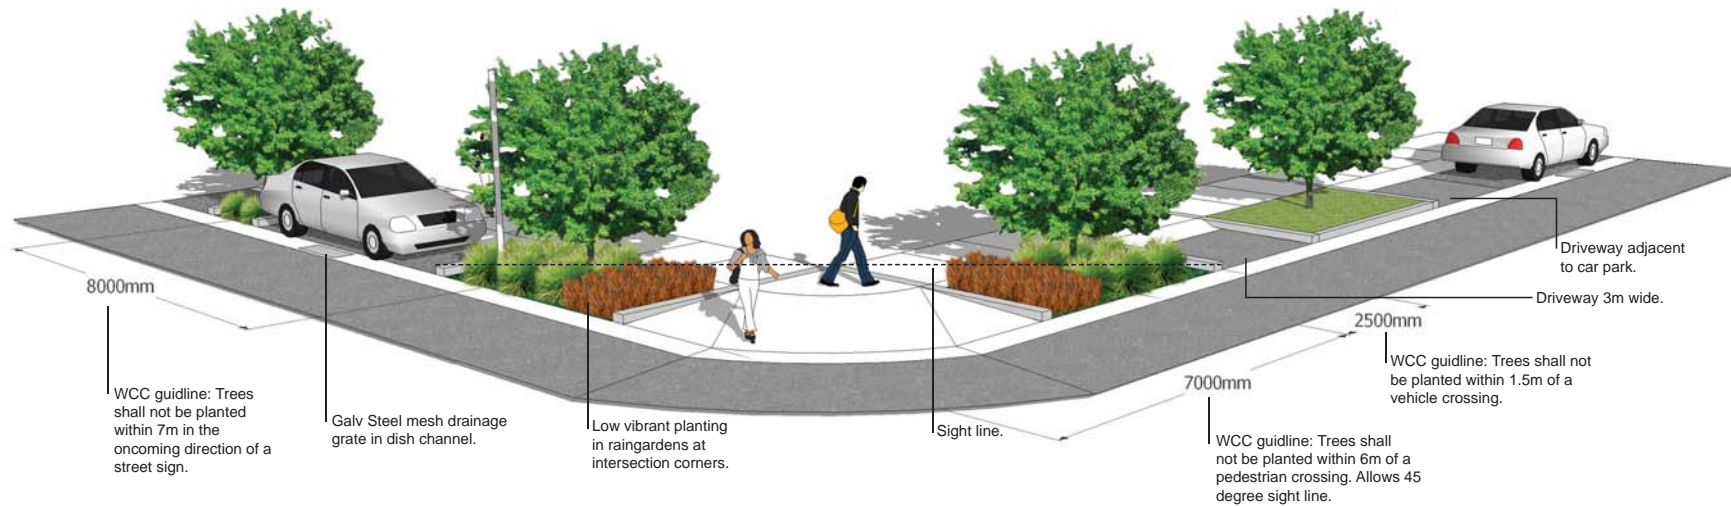 8000mm
WCC guidline: Trees
shall not be planted
within 7m in the
oncoming direction of a
street sign.
Galv Steel mesh drainage
grate in dish channel.
Low vibrant planting
in raingardens at
intersection corners.
Sight line.
Driveway adjacent
to car park.
Driveway 3m wide.
2500mm
WCC guidline: Trees shall not
be planted within 1.5m of a
vehicle crossing.
7000mm
WCC guidline: Trees shall
not be planted within 6m of a
pedestrian crossing. Allows 45
degree sight line.